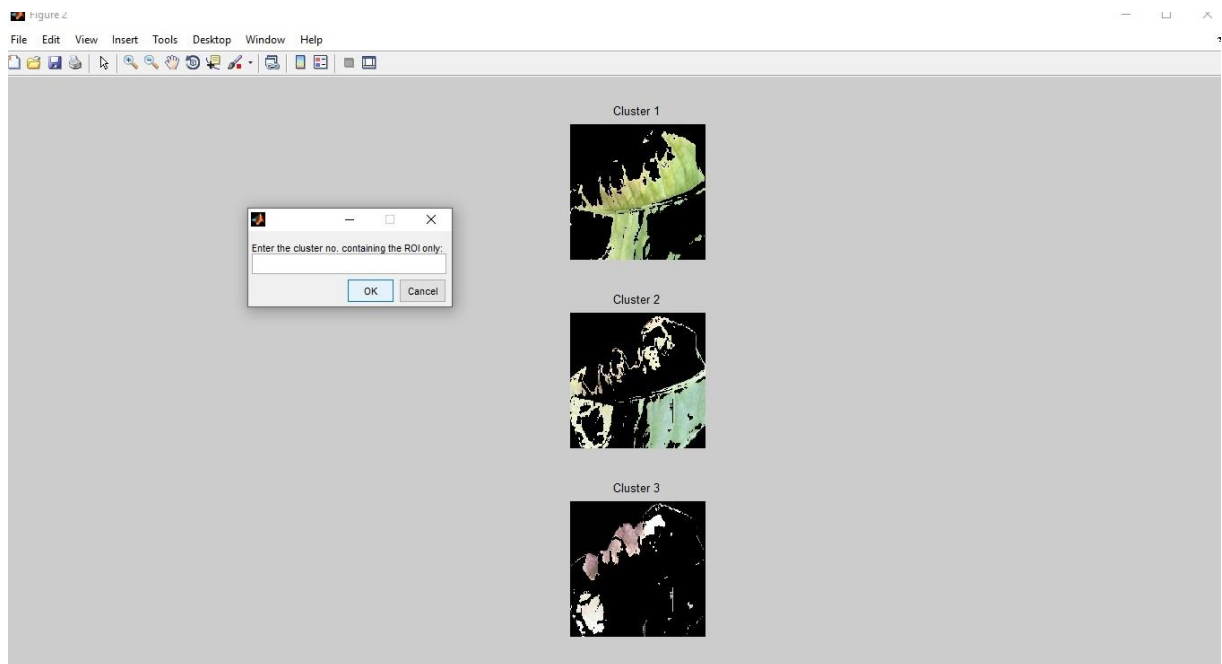 Figure 2
File Edit View Insert Tools Desktop Window Help
Cluster 1
Enter the cluster no. containing the ROI only:
OK Cancel
Cluster 2
Cluster 3